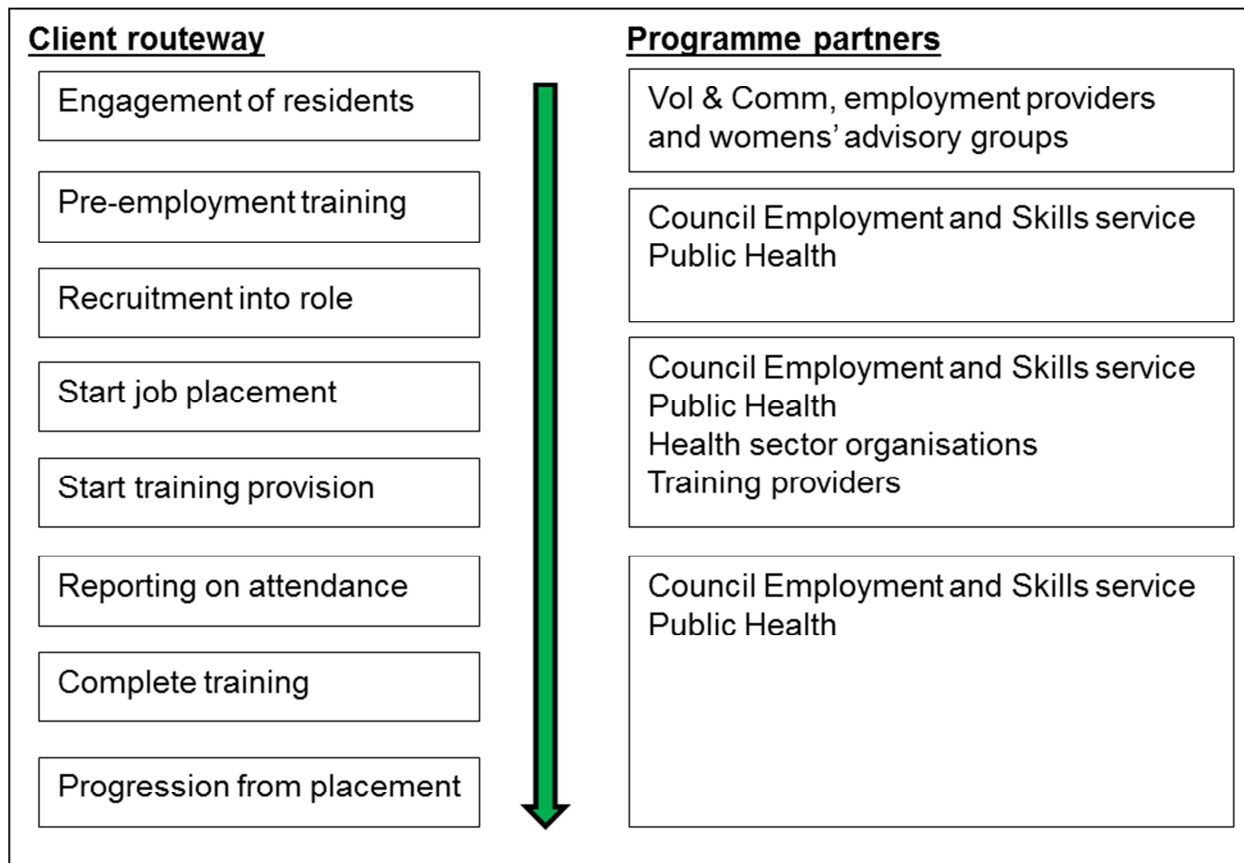 Client routeway
Engagement of residents
Pre-employment training
Recruitment into role
Start job placement
Start training provision
Reporting on attendance
Complete training
Progression from placement
Programme partners
Vol & Comm, employment providers
and womens’ advisory groups
Council Employment and Skills service
Public Health
Council Employment and Skills service
Public Health
Health sector organisations
Training providers
Council Employment and Skills service
Public Health